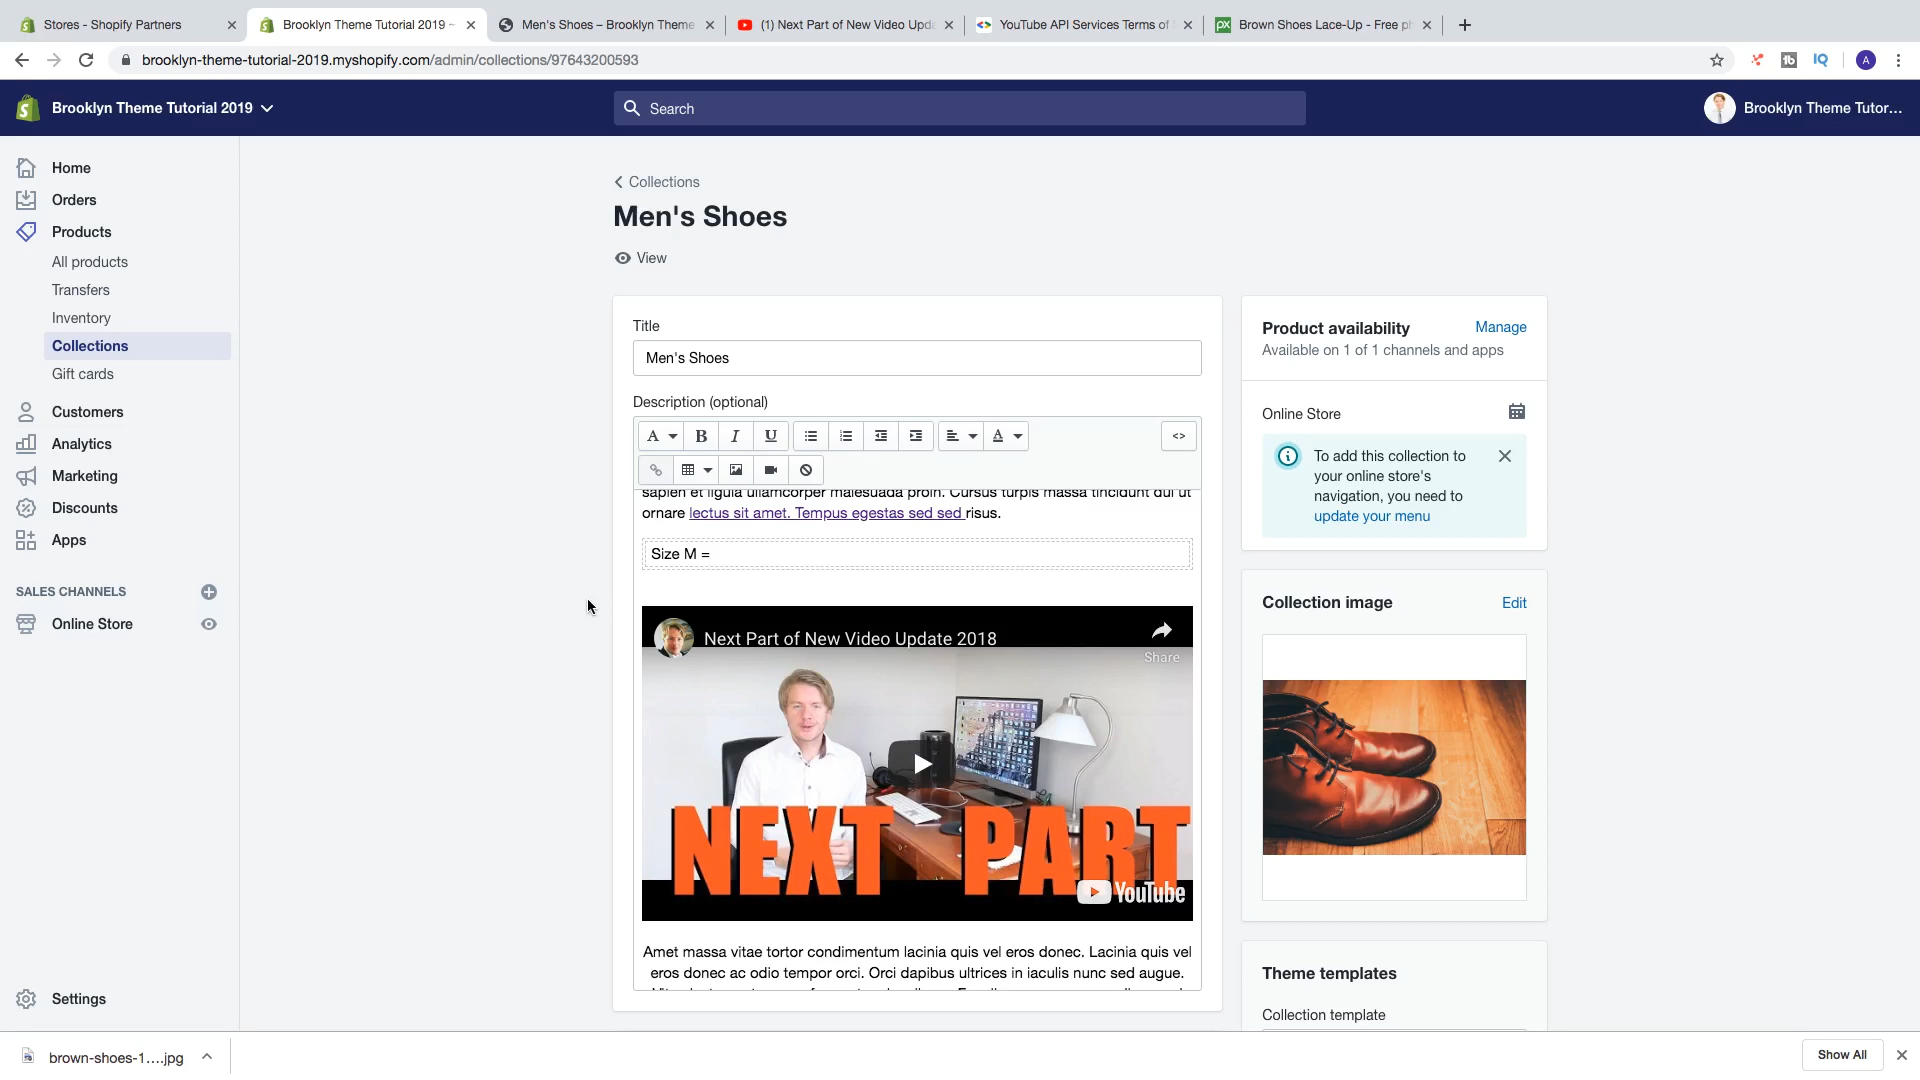 Stores - Shopify Partners
Brooklyn Theme Tutorial 2019 ~
Men's Shoes – Brooklyn Theme
(1) Next Part of New Video Upda
YouTube API Services Terms of
Brown Shoes Lace-Up - Free ph
brooklyn-theme-tutorial-2019.myshopify.com/admin/collections/97643200593
A
Brooklyn Theme Tutorial 2019
Search
Brooklyn Theme Tutor...
Home
Orders
Products
All products
Transfers
Inventory
Collections
Gift cards
Customers
Analytics
Marketing
Discounts
Apps
SALES CHANNELS
Online Store
Settings
Collections
Men's Shoes
View
Title
Men's Shoes
Description (optional)
A B I U A <>
sapien et ligula ullamcorper malesuada proin. Cursus turpis massa tincidunt dui ut
ornare lectus sit amet. Tempus egestas sed sed risus.
Size M =
Next Part of New Video Update 2018
Share
NEXT PART
YouTube
Amet massa vitae tortor condimentum lacinia quis vel eros donec. Lacinia quis vel
eros donec ac odio tempor orci. Orci dapibus ultrices in iaculis nunc sed augue.
Product availability
Manage
Available on 1 of 1 channels and apps
Online Store
To add this collection to
your online store's
navigation, you need to
update your menu
Collection image
Edit
Theme templates
Collection template
brown-shoes-1....jpg
Show All